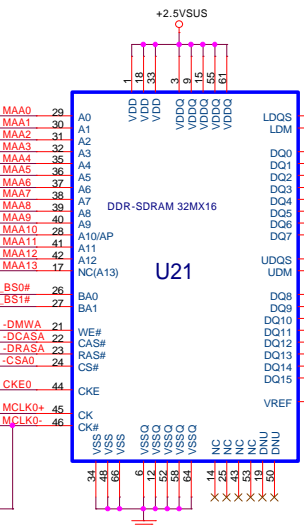 +2.5VSUS
1 18 33 3 9 15 55 61
VDD VDD VDD VDDQ VDDQ VDDQ VDDQ VDDQ
MAA0 29 A0 LDQS
MAA1 30 A1 LDM
MAA2 31 A2
MAA3 32 A3 DQ0
MAA4 35 A4 DQ1
MAA5 36 A5 DQ2
MAA6 37 A6 DQ3
MAA7 38 A7 DQ4
MAA8 39 A8 DQ5
MAA9 40 A9 DQ6
MAA10 28 A10/AP DQ7
MAA11 41 A11
MAA12 42 A12 UDQS
MAA13 17 NC(A13) UDM
DDR-SDRAM 32MX16
U21
BS0# 26 BA0 DQ8
BS1# 27 BA1 DQ9
DQ10
-DMWA 21 WE# DQ11
-DCASA 22 CAS# DQ12
-DRASA 23 RAS# DQ13
-CSA0 24 CS# DQ14
DQ15
CKE0 44 CKE
VREF
MCLK0+ 45 CK
MCLK0- 46 CK#
VSS VSS VSS VSSQ VSSQ VSSQ VSSQ VSSQ NC NC NC NC DNU DNU
34 48 66 6 12 52 58 64 14 25 43 53 19 50